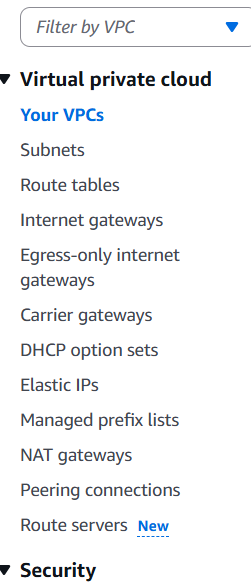 Filter by VPC
Virtual private cloud
Your VPCs
Subnets
Route tables
Internet gateways
Egress-only internet
gateways
Carrier gateways
DHCP option sets
Elastic IPs
Managed prefix lists
NAT gateways
Peering connections
Route servers New
Security